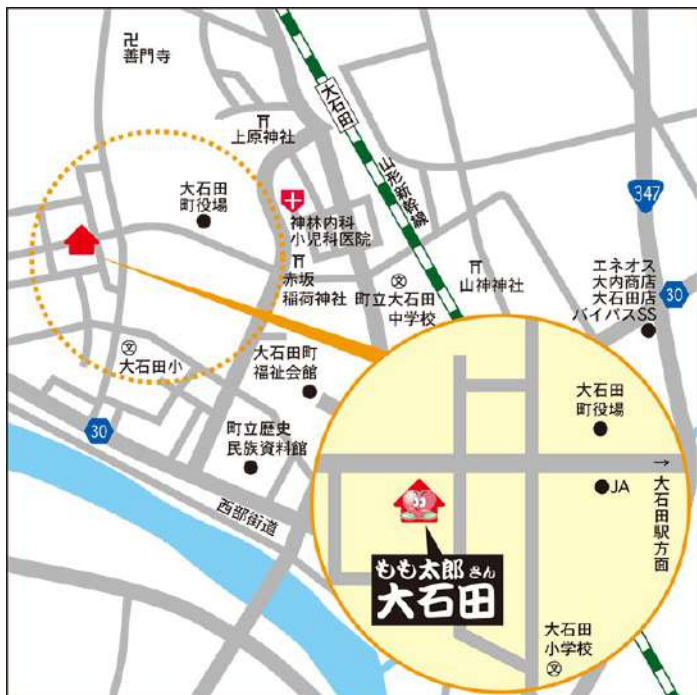 卍
善門寺
上原神社
大石田
347
大石田
町役場
神林内科
小児科医院
山形新幹線
赤坂
稲荷神社
文
町立大石田
中学校
山神神社
エネオス
大内商店
大石田店
バイパスSS
30
文
大石田小
大石田町
福祉会館
30
町立歴史
民族資料館
西部街道
大石田
町役場
JA
→大石田駅方面
もも太郎さん
大石田
大石田
小学校
文